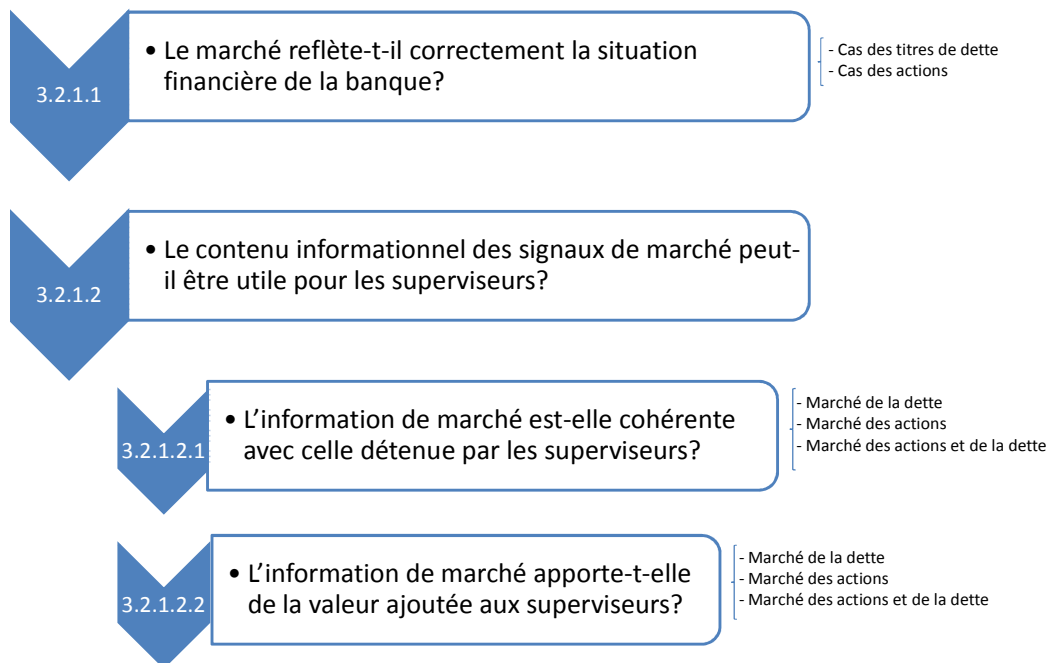 3.2.1.1
• Le marché reflète-t-il correctement la situation
financière de la banque?
- Cas des titres de dette
- Cas des actions
3.2.1.2
• Le contenu informationnel des signaux de marché peut-
il être utile pour les superviseurs?
3.2.1.2.1
• L’information de marché est-elle cohérente
avec celle détenue par les superviseurs?
- Marché de la dette
- Marché des actions
- Marché des actions et de la dette
3.2.1.2.2
• L’information de marché apporte-t-elle
de la valeur ajoutée aux superviseurs?
- Marché de la dette
- Marché des actions
- Marché des actions et de la dette